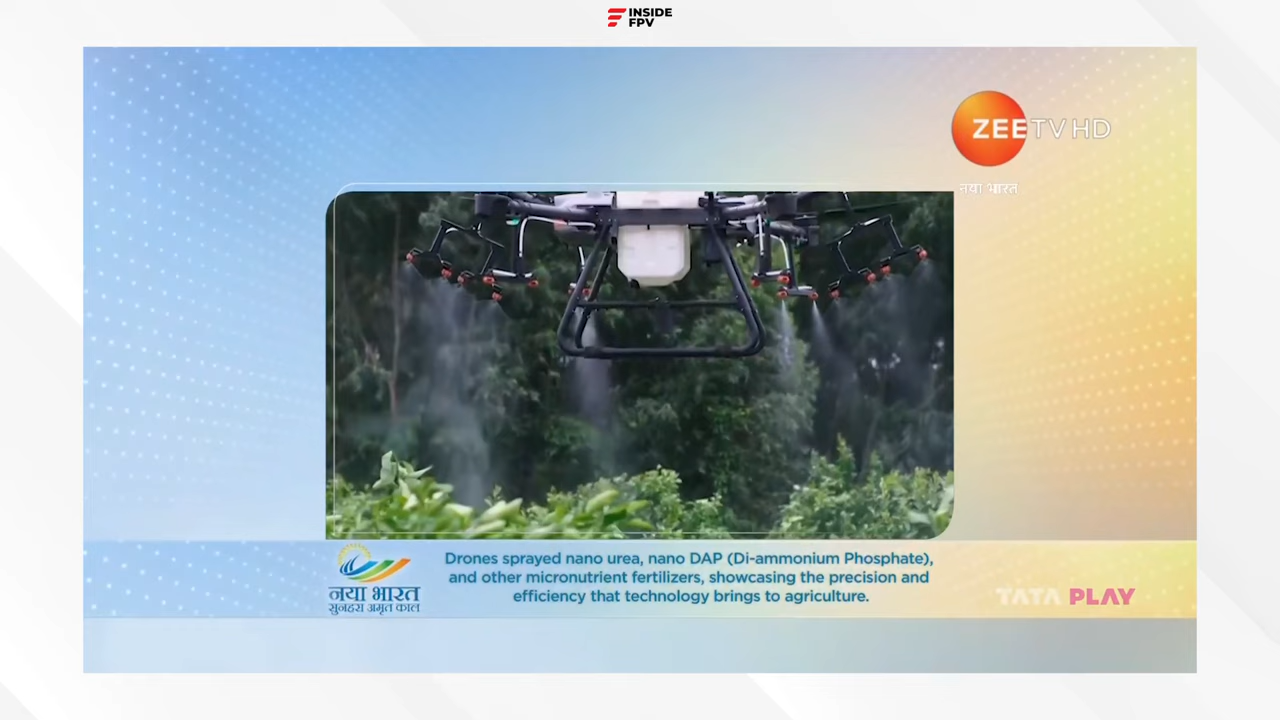 INSIDE
FPV
ZEE TV HD
नया भारत
Drones sprayed nano urea, nano DAP (Di-ammonium Phosphate),
and other micronutrient fertilizers, showcasing the precision and
efficiency that technology brings to agriculture.
नया भारत
सुनहरा अमृत काल
TATA PLAY